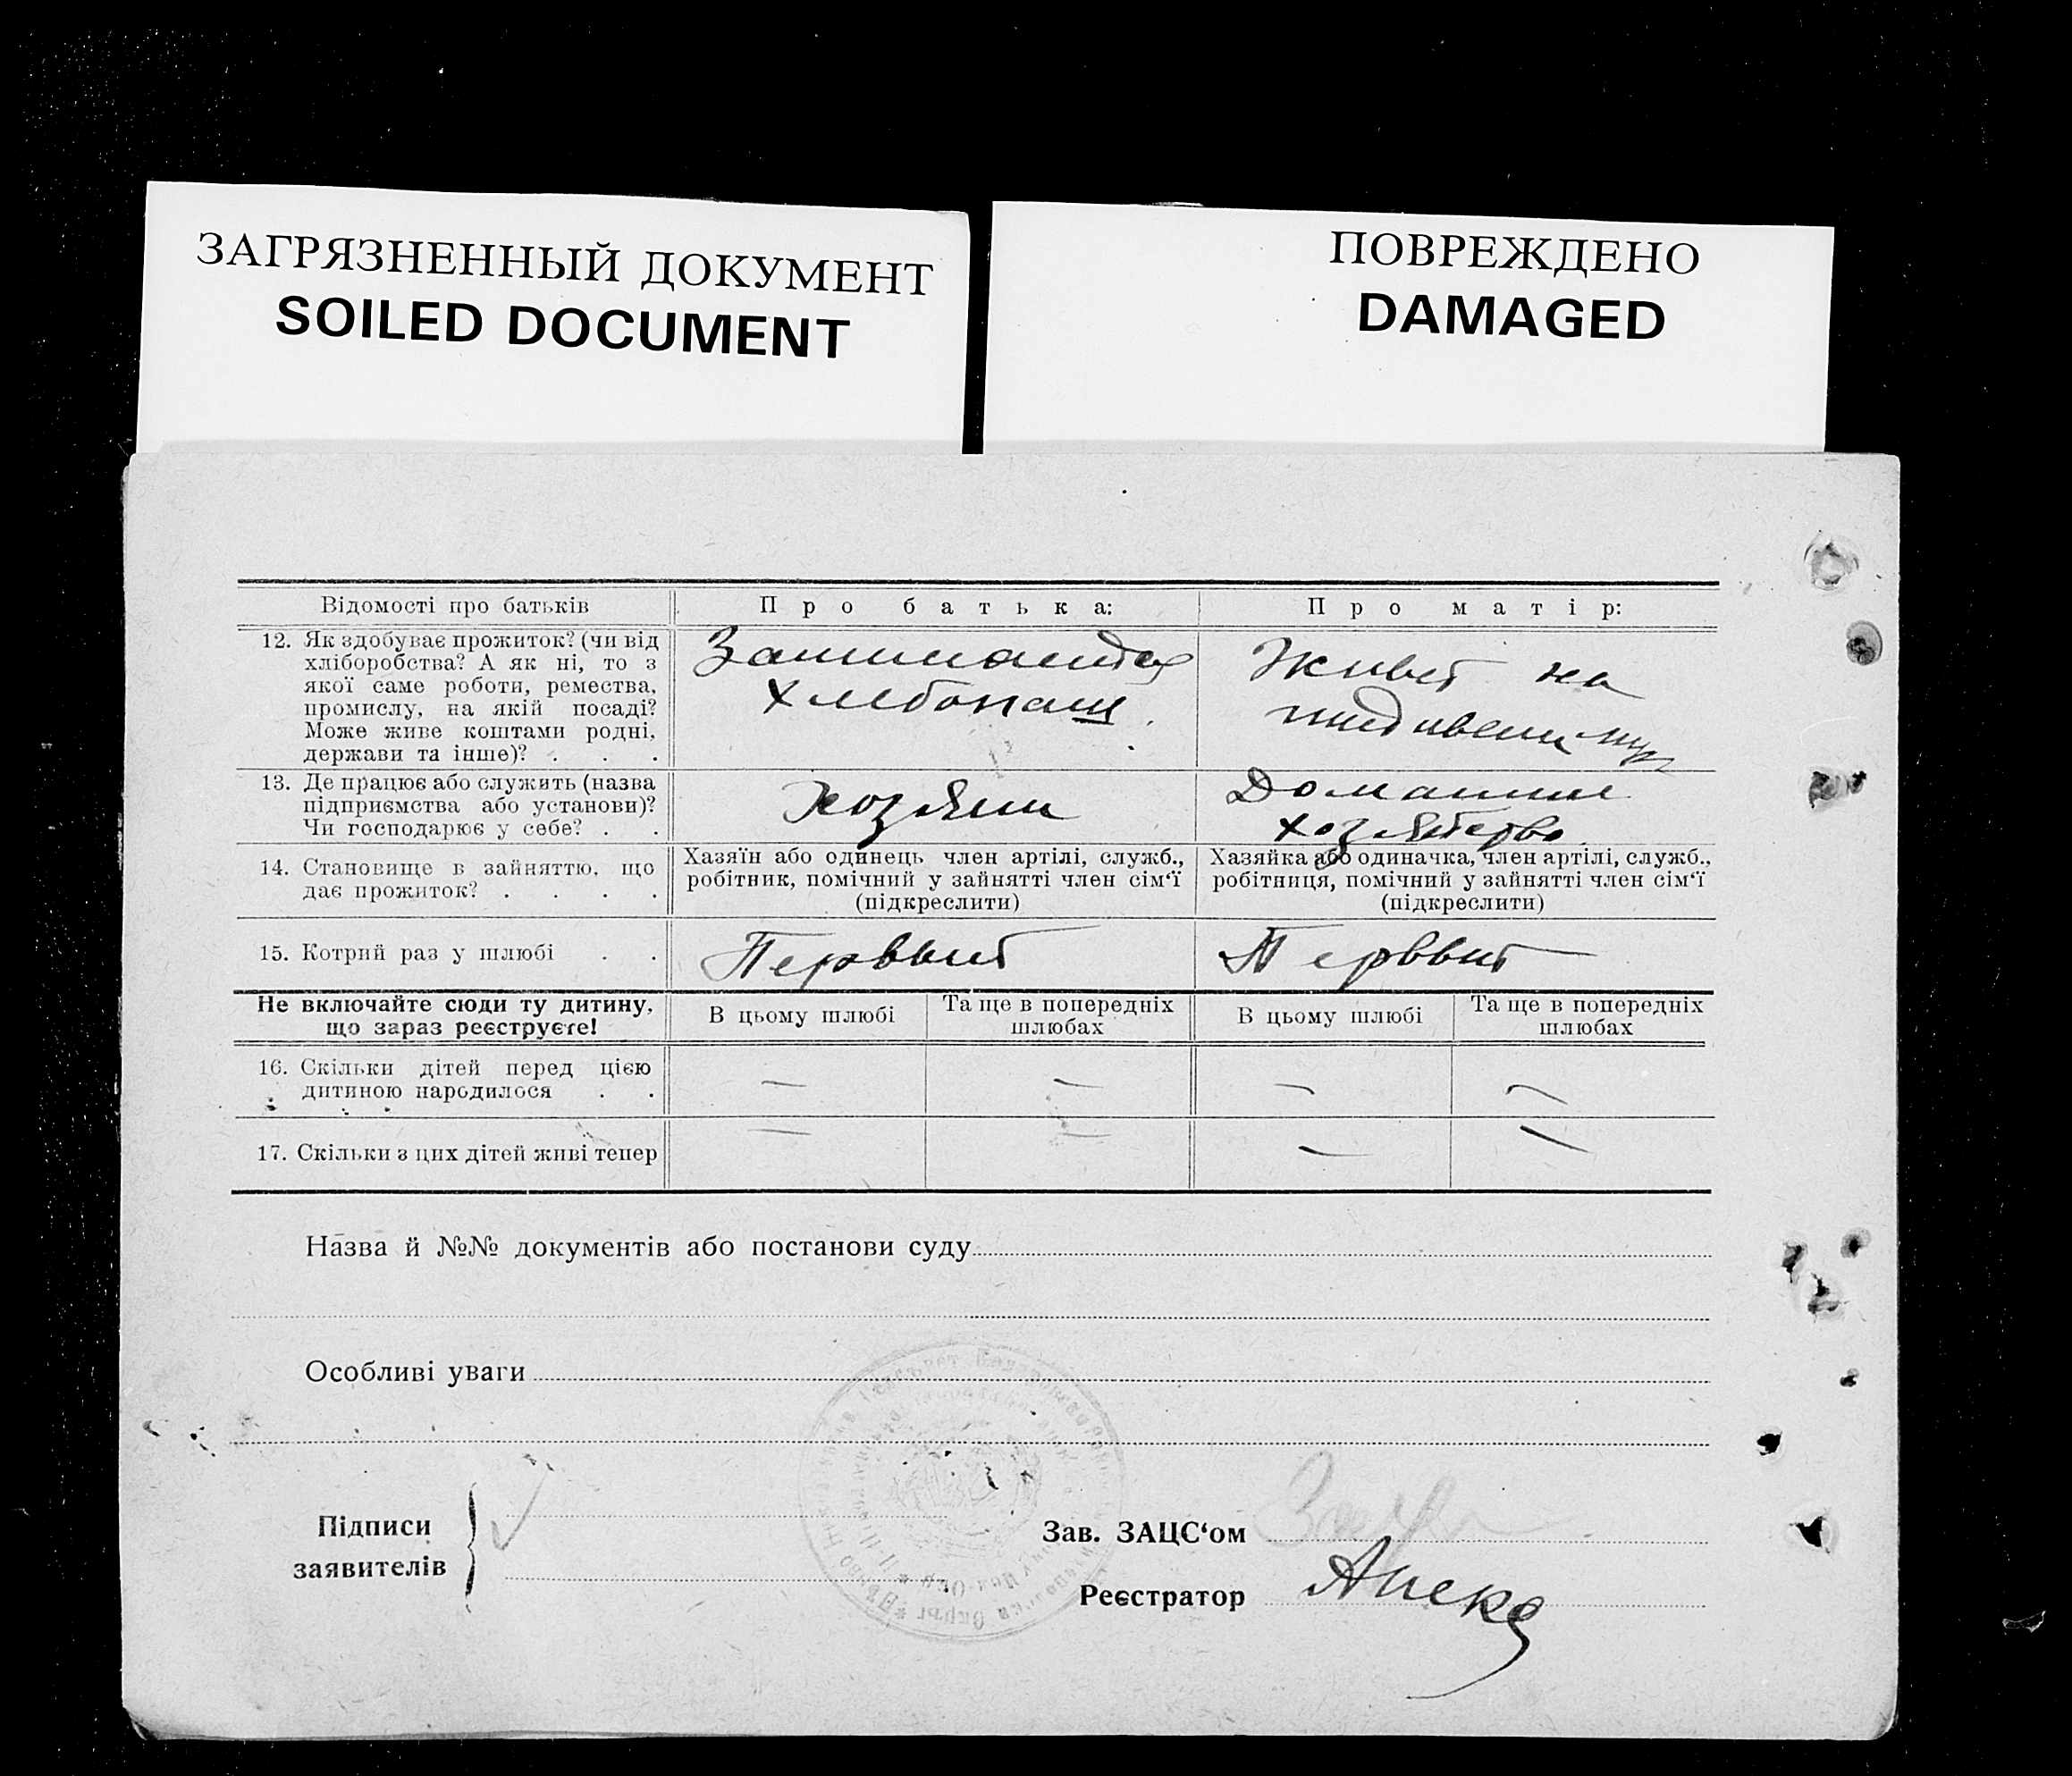 ЗАГРЯЗНЕННЫЙ ДОКУМЕНТ
SOILED DOCUMENT
ПОВРЕЖДЕНО
DAMAGED
Відомості про батьків
Про батька:
Про матір:
12. Як здобуває прожиток? (чи від
хліборобства? А як ні, то з
якої саме роботи, ремества,
промислу, на якій посаді?
Може живе коштами родні,
держави та інше)? . . .
Занимается
хлебопаш.
Живет на
иждивении мужа
13. Де працює або служить (назва
підприємства або установи)?
Чи господарює у себе? . .
Хозяин
Домашнее
хозяйство
14. Становище в зайняттю, що
дає прожиток? . . . .
Хазяїн або одинець член артілі, служб.,
робітник, помічний у зайнятті член сім‘ї
(підкреслити)
Хазяйка або одиначка, член артілі, служб.,
робітниця, помічний у зайнятті член сім‘ї
(підкреслити)
15. Котрий раз у шлюбі . .
Первый
Первый
Не включайте сюди ту дитину,
що зараз реєструєте!
В цьому шлюбі
Та ще в попередніх
шлюбах
В цьому шлюбі
Та ще в попередніх
шлюбах
16. Скільки дітей перед цією
дитиною народилося . .
— — — —
17. Скільки з цих дітей живі тепер
— — — —
Назва й №№ документів або постанови суду
Особливі уваги
Підписи
заявителів
Зав. ЗАЦС‘ом
Реєстратор